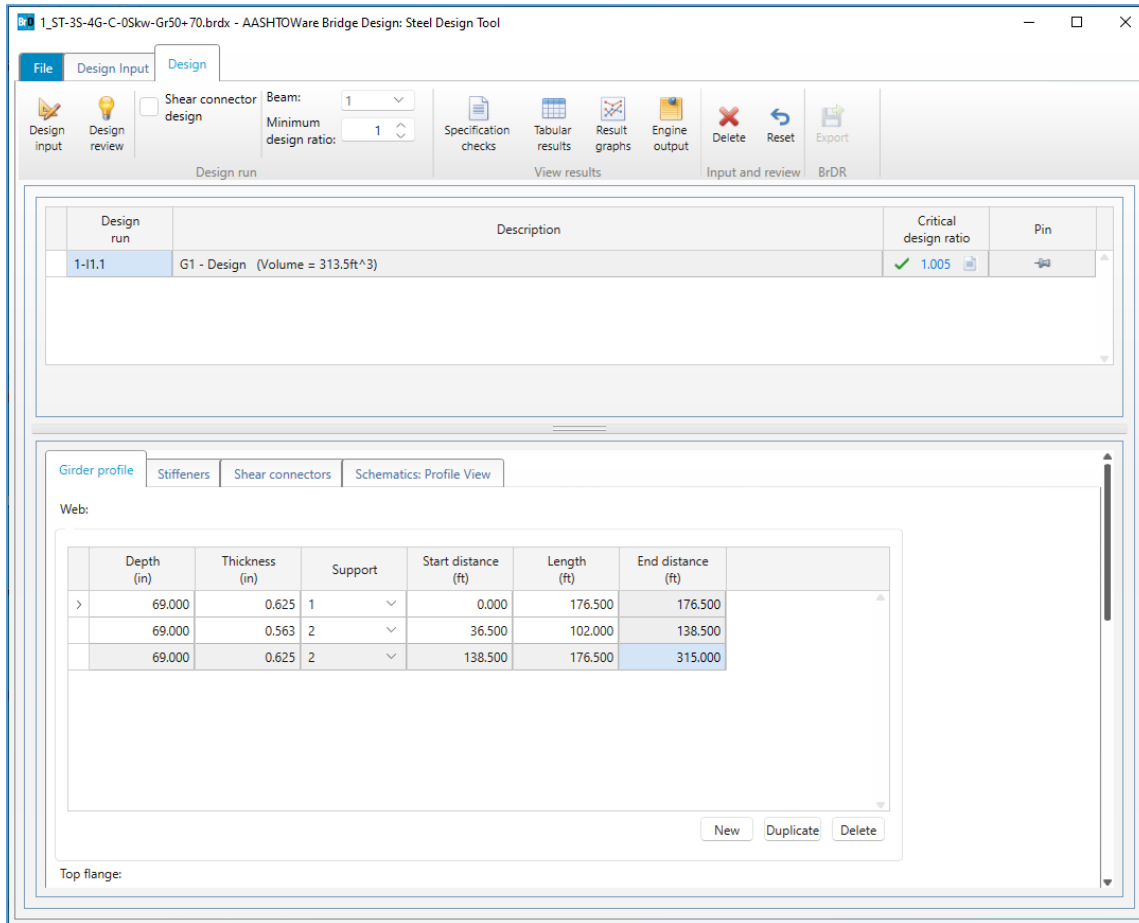 BrD 1_ST-3S-4G-C-0Skw-Gr50+70.brdx - AASHTOWare Bridge Design: Steel Design Tool
File Design Input Design
Design input
Design review
Shear connector design
Beam: 1
Minimum design ratio: 1
Specification checks
Tabular results
Result graphs
Engine output
Delete
Reset
Export
Design run View results Input and review BrDR
Design run Description Critical design ratio Pin
1-I1.1 G1 - Design (Volume = 313.5ft^3) 1.005
Girder profile Stiffeners Shear connectors Schematics: Profile View
Web:
Depth (in) Thickness (in) Support Start distance (ft) Length (ft) End distance (ft)
> 69.000 0.625 1 0.000 176.500 176.500
69.000 0.563 2 36.500 102.000 138.500
69.000 0.625 2 138.500 176.500 315.000
New Duplicate Delete
Top flange: